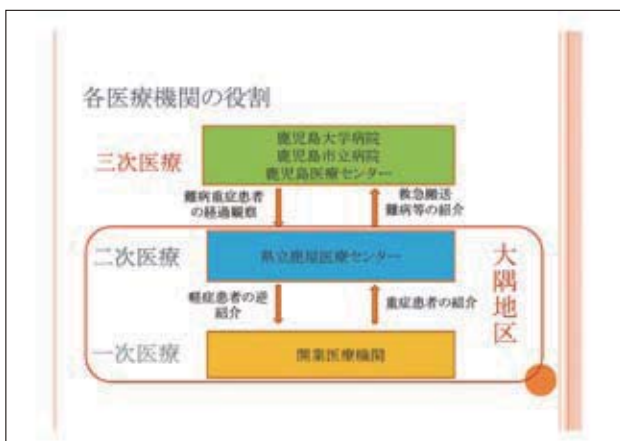 各医療機関の役割
三次医療
鹿児島大学病院
鹿児島市立病院
鹿児島医療センター
難病重症患者
の経過観察
救急搬送
難病等の紹介
二次医療
県立鹿屋医療センター
大隅地区
軽症患者の逆
紹介
重症患者の紹介
一次医療
開業医療機関